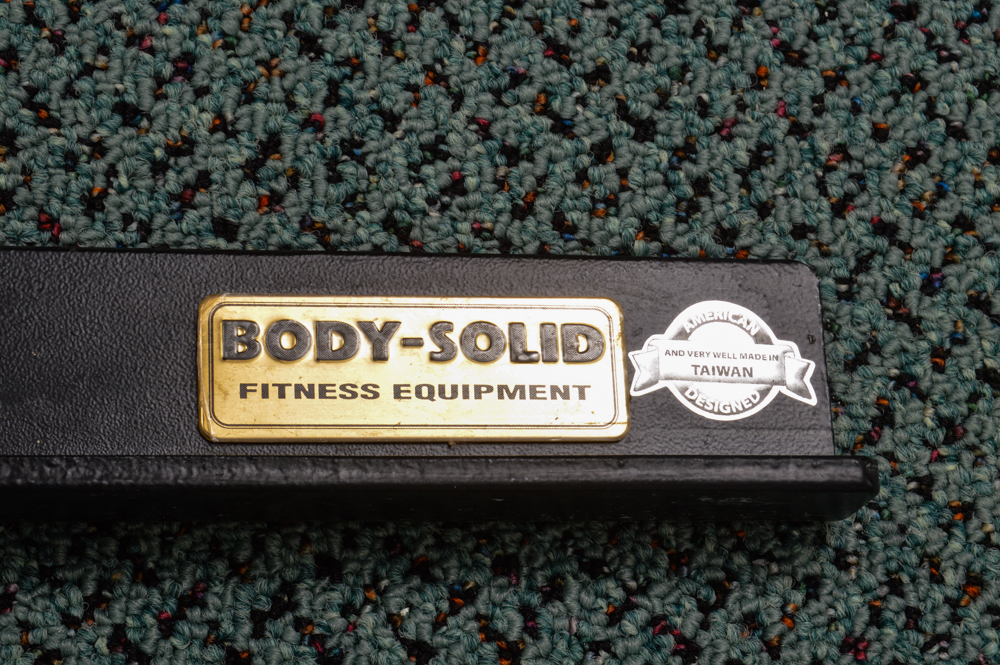 BODY-SOLID
FITNESS EQUIPMENT
AMERICAN
AND VERY WELL MADE IN
TAIWAN
DESIGNED